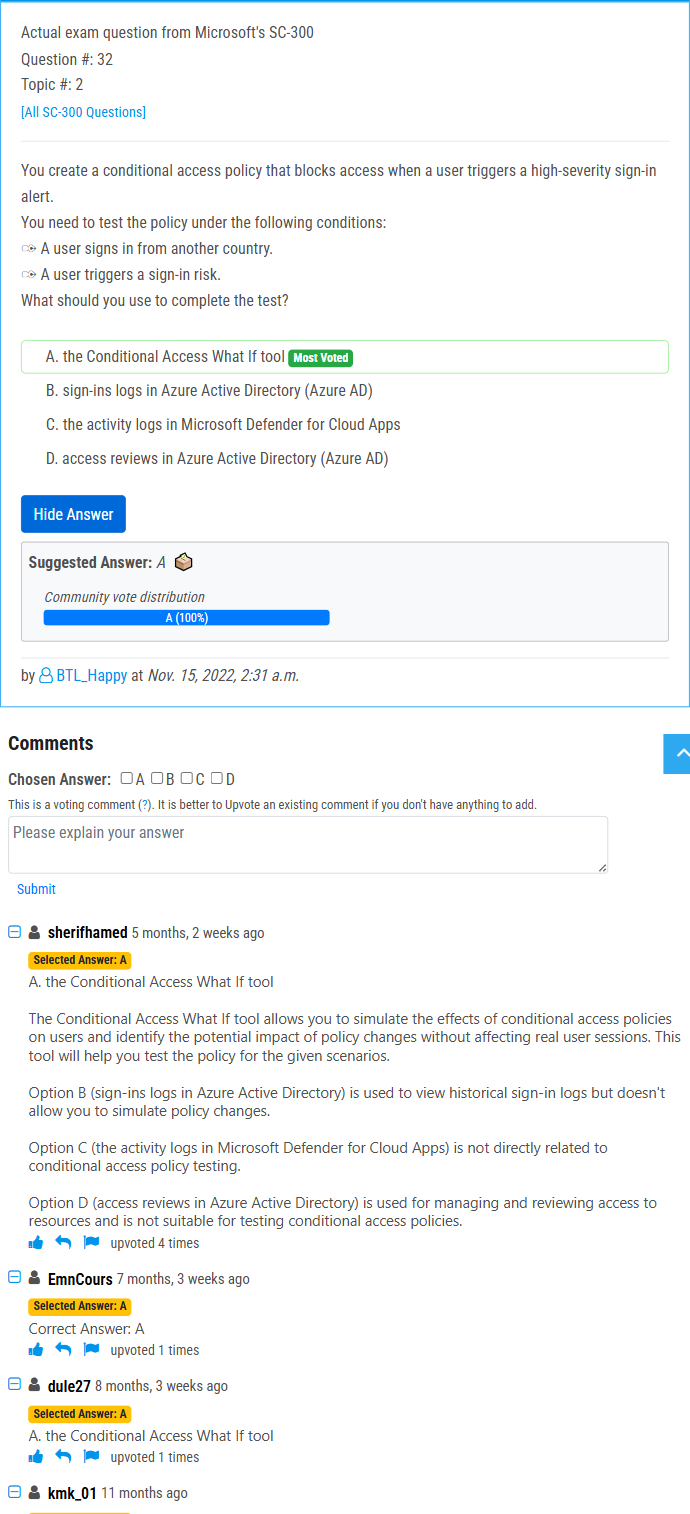 Actual exam question from Microsoft's SC-300
Question #: 32
Topic #: 2
[All SC-300 Questions]
You create a conditional access policy that blocks access when a user triggers a high-severity sign-in
alert.
You need to test the policy under the following conditions:
A user signs in from another country.
A user triggers a sign-in risk.
What should you use to complete the test?
A. the Conditional Access What If tool Most Voted
B. sign-ins logs in Azure Active Directory (Azure AD)
C. the activity logs in Microsoft Defender for Cloud Apps
D. access reviews in Azure Active Directory (Azure AD)
Hide Answer
Suggested Answer: A
Community vote distribution
A (100%)
by BTL_Happy at Nov. 15, 2022, 2:31 a.m.
Comments
Chosen Answer: A B C D
This is a voting comment (?). It is better to Upvote an existing comment if you don't have anything to add.
Please explain your answer
Submit
sherifhamed 5 months, 2 weeks ago
Selected Answer: A
A. the Conditional Access What If tool
The Conditional Access What If tool allows you to simulate the effects of conditional access policies
on users and identify the potential impact of policy changes without affecting real user sessions. This
tool will help you test the policy for the given scenarios.
Option B (sign-ins logs in Azure Active Directory) is used to view historical sign-in logs but doesn't
allow you to simulate policy changes.
Option C (the activity logs in Microsoft Defender for Cloud Apps) is not directly related to
conditional access policy testing.
Option D (access reviews in Azure Active Directory) is used for managing and reviewing access to
resources and is not suitable for testing conditional access policies.
upvoted 4 times
EmnCours 7 months, 3 weeks ago
Selected Answer: A
Correct Answer: A
upvoted 1 times
dule27 8 months, 3 weeks ago
Selected Answer: A
A. the Conditional Access What If tool
upvoted 1 times
kmk_01 11 months ago